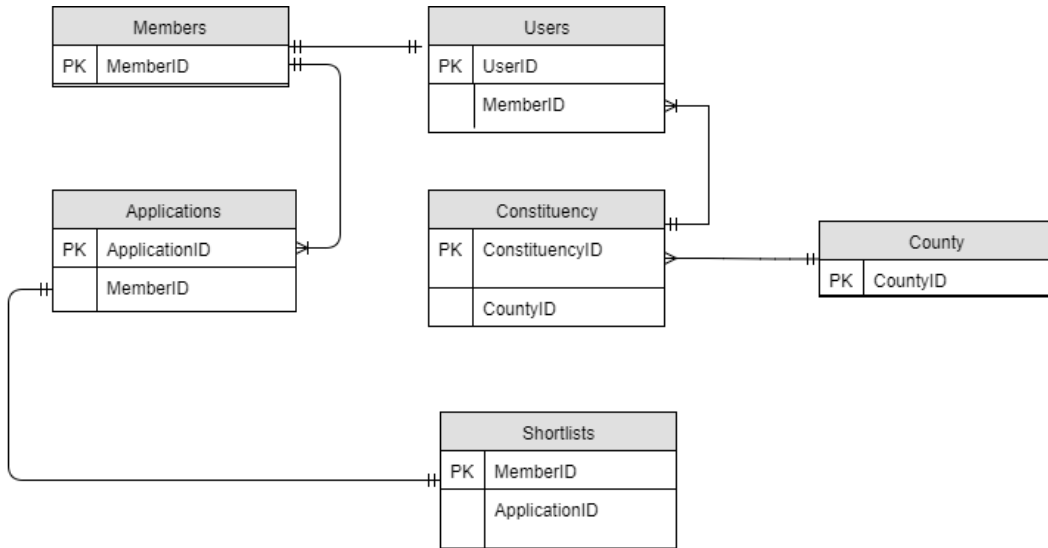 Members
PK MemberID
Users
PK UserID
MemberID
Applications
PK ApplicationID
MemberID
Constituency
PK ConstituencyID
CountyID
County
PK CountyID
Shortlists
PK MemberID
ApplicationID